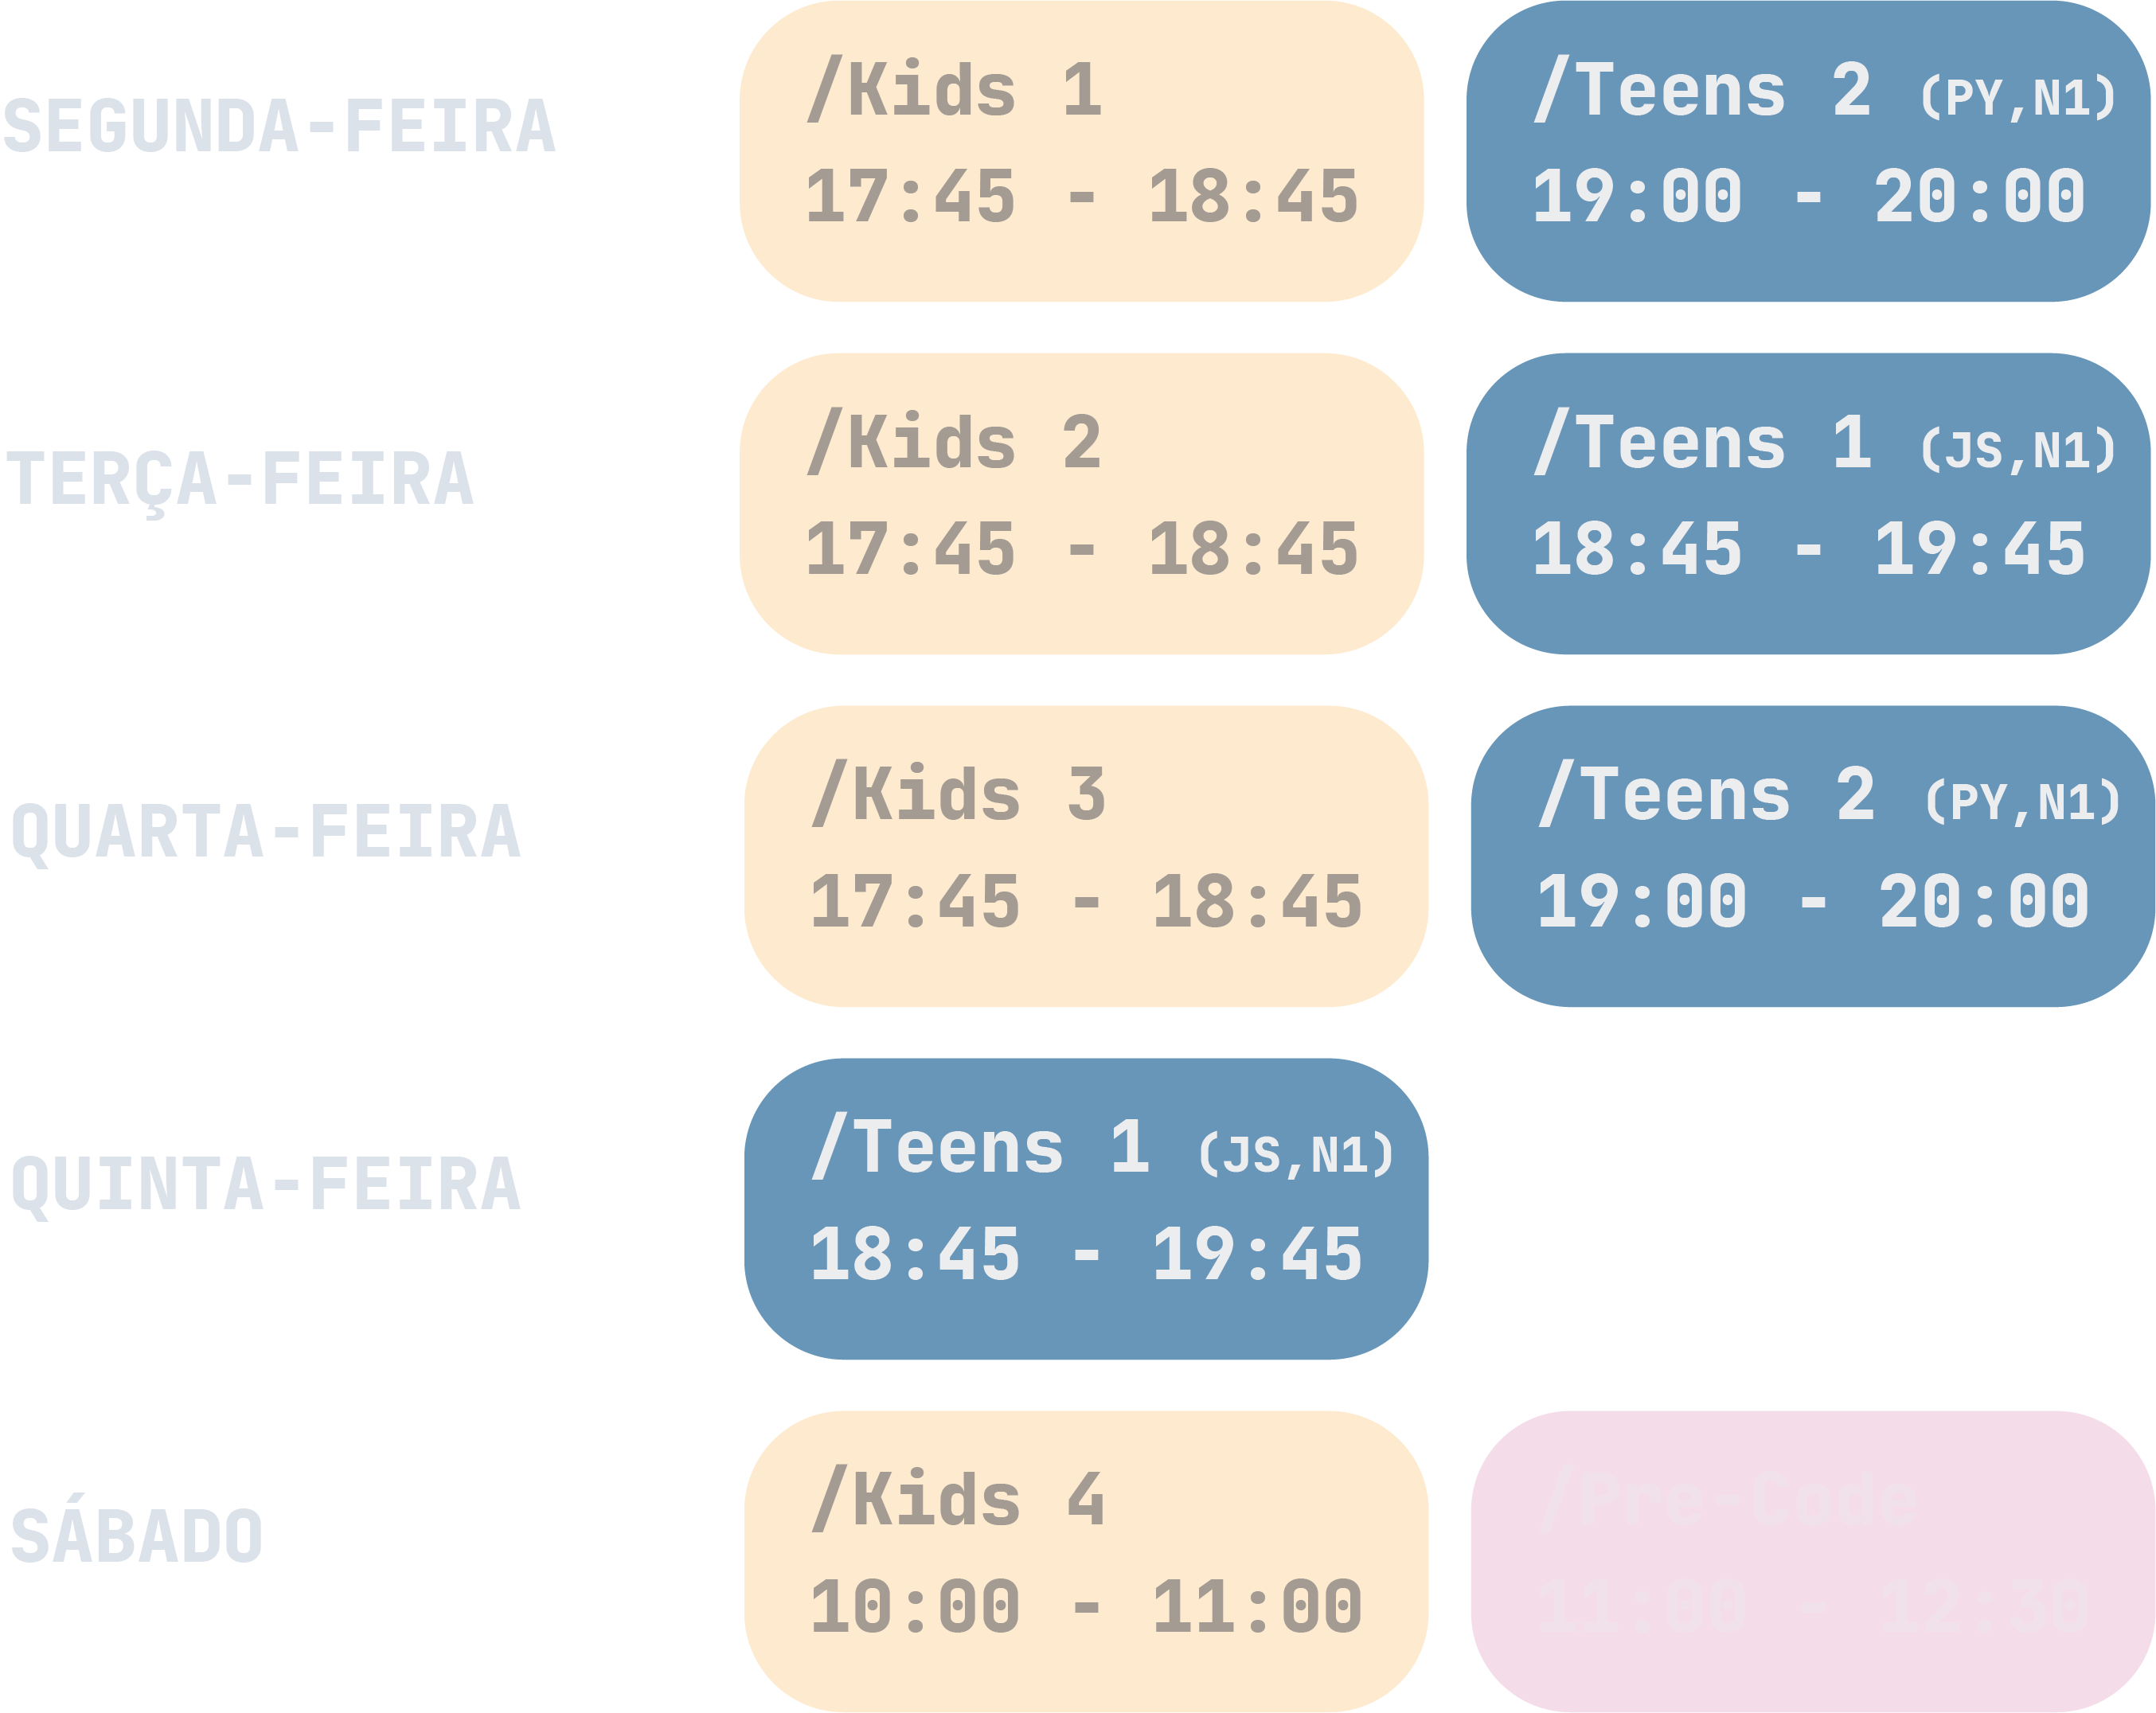 SEGUNDA-FEIRA
/Kids 1
17:45 - 18:45
/Teens 2 (PY,N1)
19:00 - 20:00
TERÇA-FEIRA
/Kids 2
17:45 - 18:45
/Teens 1 (JS,N1)
18:45 - 19:45
QUARTA-FEIRA
/Kids 3
17:45 - 18:45
/Teens 2 (PY,N1)
19:00 - 20:00
QUINTA-FEIRA
/Teens 1 (JS,N1)
18:45 - 19:45
SÁBADO
/Kids 4
10:00 - 11:00
/Pre-Code
11:00 - 12:30